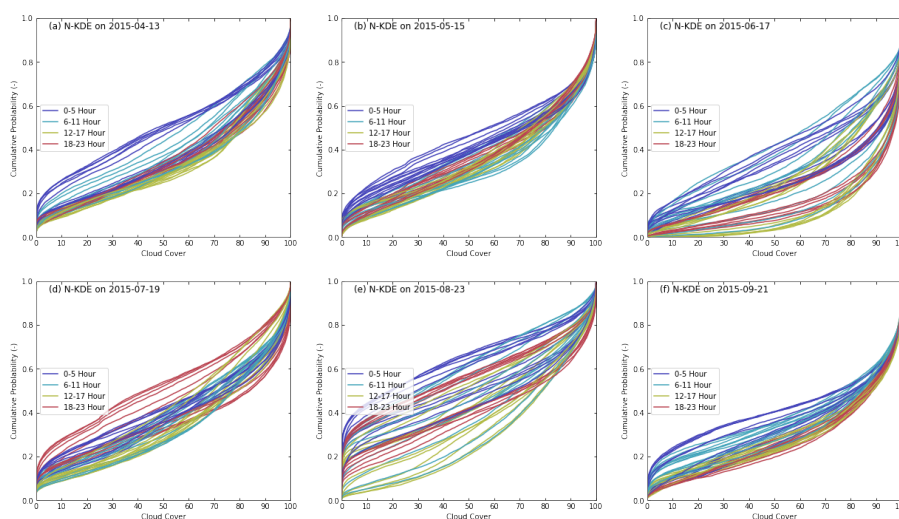 (a) N-KDE on 2015-04-13
1.0
0.8
0.6
0.4
0.2
0.0
Cumulative Problability (-)
0-5 Hour
6-11 Hour
12-17 Hour
18-23 Hour
0 10 20 30 40 50 60 70 80 90 100
Cloud Cover
(b) N-KDE on 2015-05-15
1.0
0.8
0.6
0.4
0.2
0.0
Cumulative Problability (-)
0-5 Hour
6-11 Hour
12-17 Hour
18-23 Hour
0 10 20 30 40 50 60 70 80 90 100
Cloud Cover
(c) N-KDE on 2015-06-17
1.0
0.8
0.6
0.4
0.2
0.0
Cumulative Problability (-)
0-5 Hour
6-11 Hour
12-17 Hour
18-23 Hour
0 10 20 30 40 50 60 70 80 90
Cloud Cover
(d) N-KDE on 2015-07-19
1.0
0.8
0.6
0.4
0.2
0.0
Cumulative Problability (-)
0-5 Hour
6-11 Hour
12-17 Hour
18-23 Hour
0 10 20 30 40 50 60 70 80 90 100
Cloud Cover
(e) N-KDE on 2015-08-23
1.0
0.8
0.6
0.4
0.2
0.0
Cumulative Problability (-)
0-5 Hour
6-11 Hour
12-17 Hour
18-23 Hour
0 10 20 30 40 50 60 70 80 90 100
Cloud Cover
(f) N-KDE on 2015-09-21
1.0
0.8
0.6
0.4
0.2
0.0
Cumulative Problability (-)
0-5 Hour
6-11 Hour
12-17 Hour
18-23 Hour
0 10 20 30 40 50 60 70 80 90
Cloud Cover